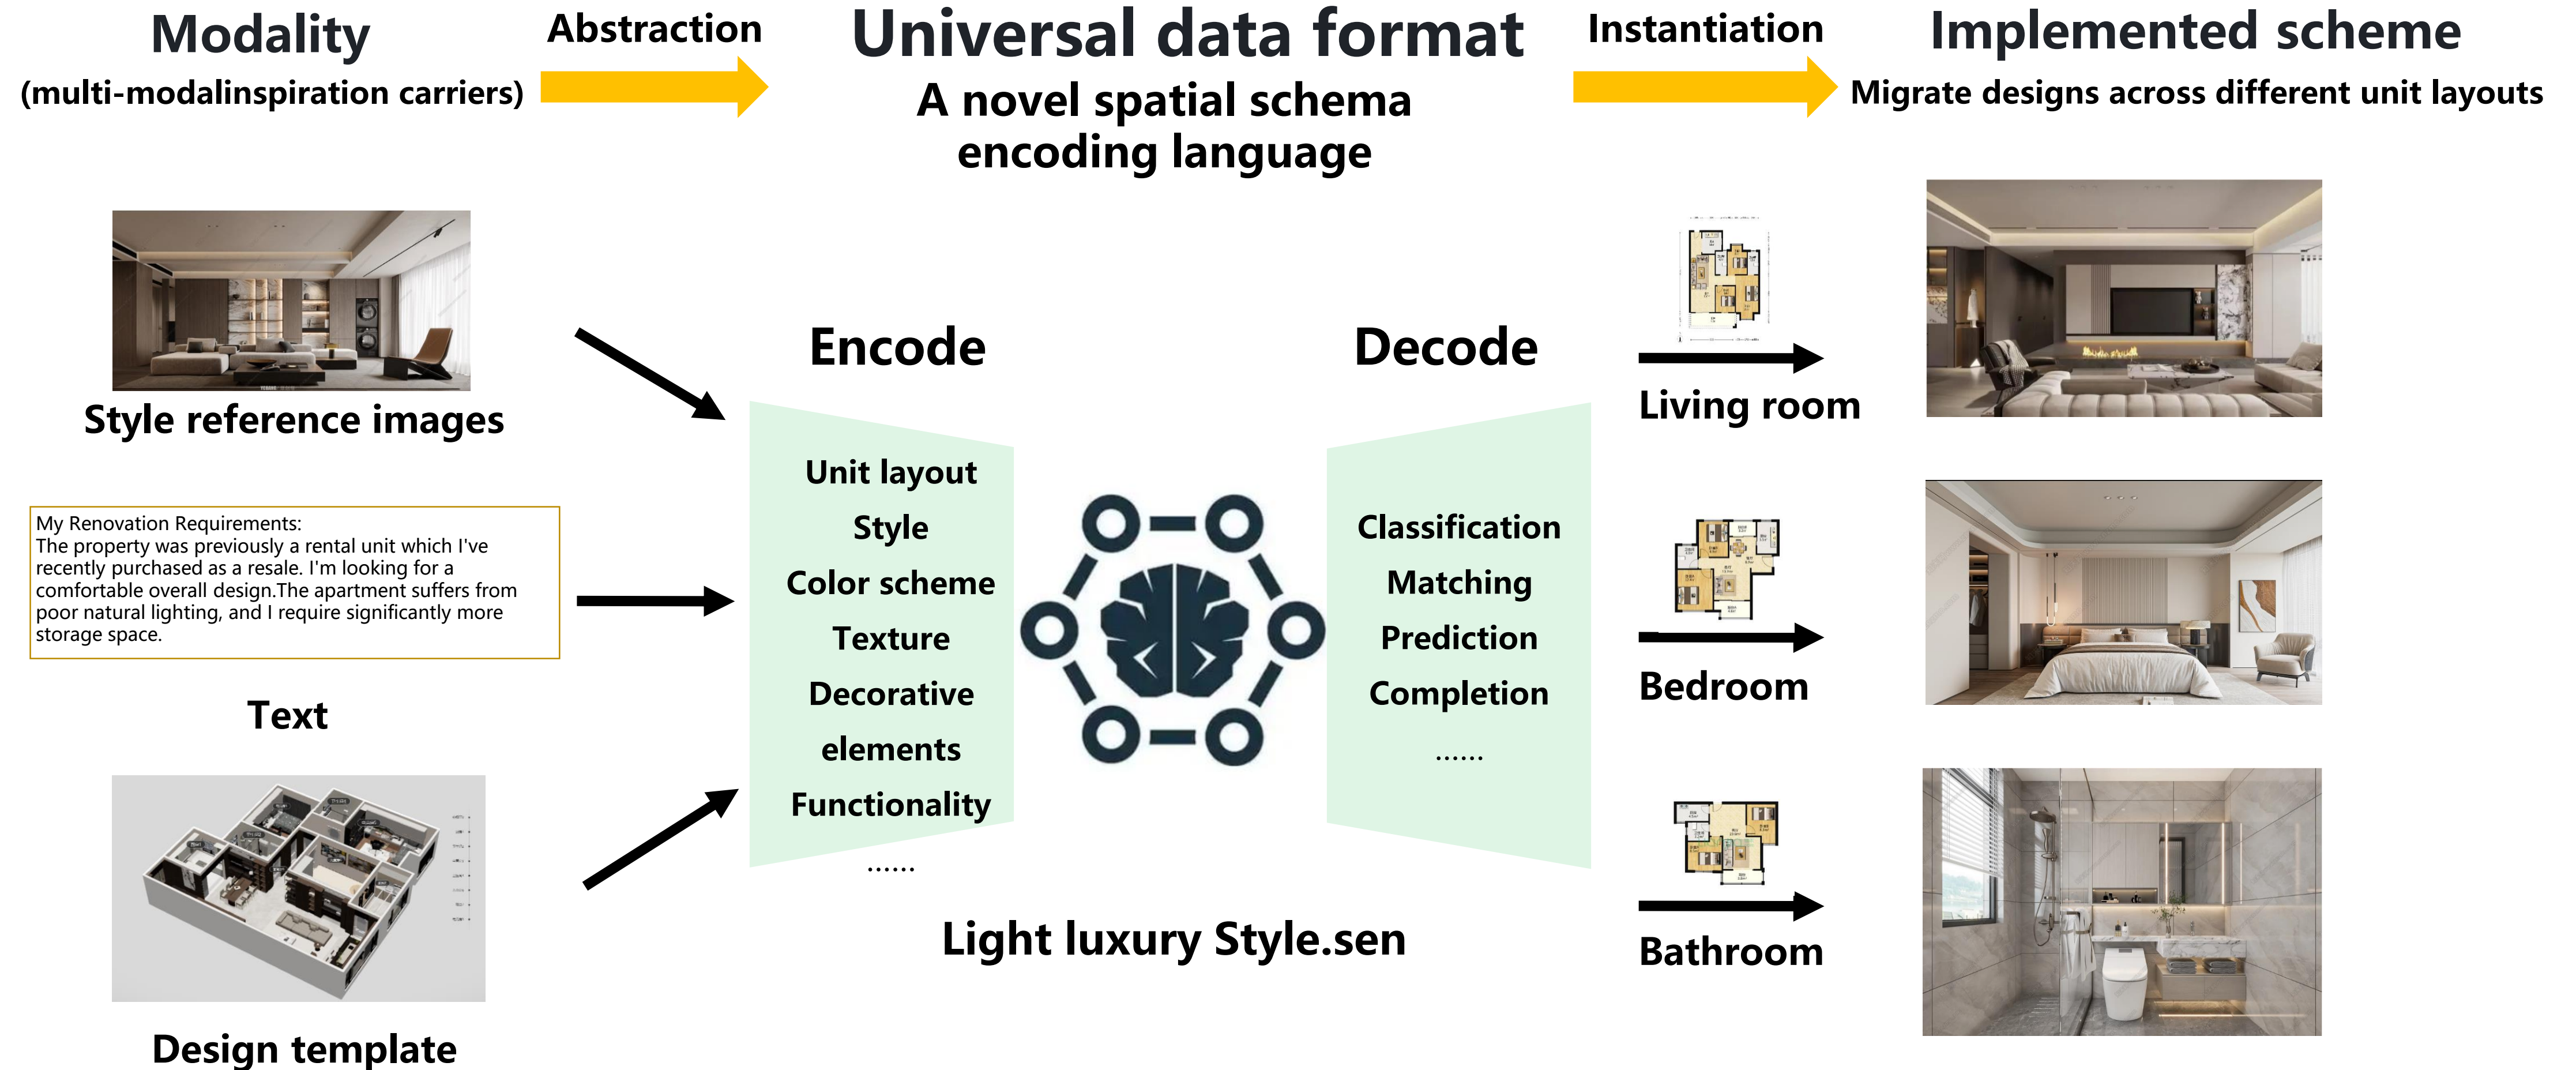 Modality
(multi-modalinspiration carriers)
Abstraction
Universal data format
A novel spatial schema
encoding language
Instantiation
Implemented scheme
Migrate designs across different unit layouts
Style reference images
My Renovation Requirements:
The property was previously a rental unit which I've
recently purchased as a resale. I'm looking for a
comfortable overall design.The apartment suffers from
poor natural lighting, and I require significantly more
storage space.
Text
Design template
Encode
Unit layout
Style
Color scheme
Texture
Decorative
elements
Functionality
......
Light luxury Style.sen
Decode
Classification
Matching
Prediction
Completion
......
Living room
Bedroom
Bathroom